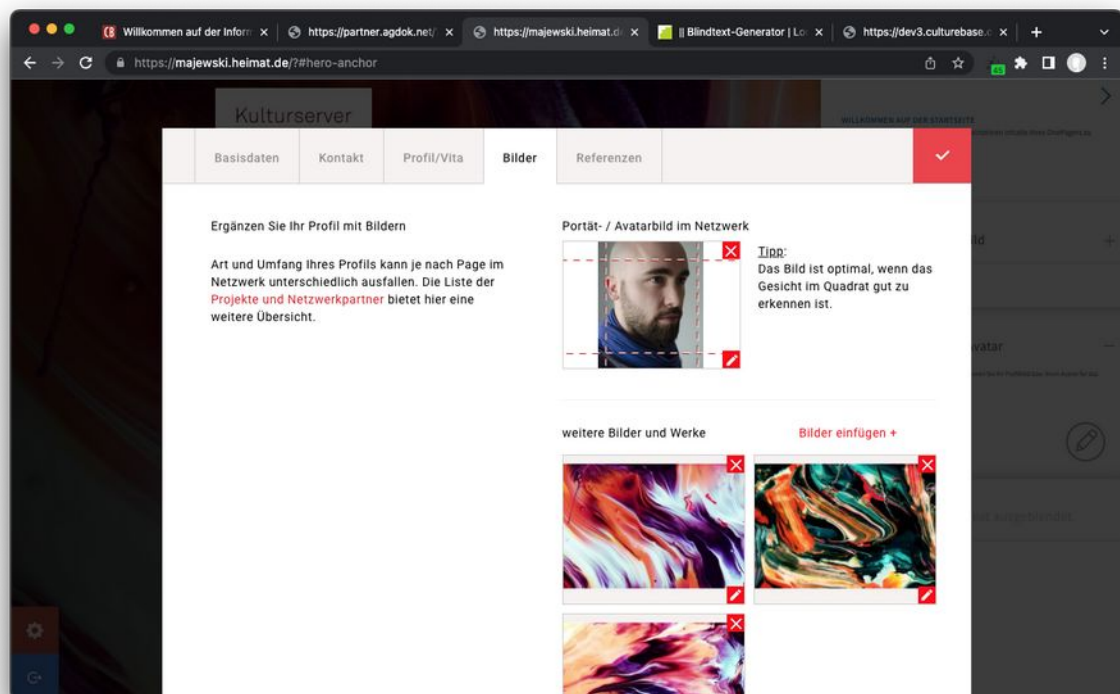 Willkommen auf der Inform
https://partner.agdok.net/
https://majewski.heimat.d
|| Blindtext-Generator | Lo
https://dev3.culturebase.c
https://majewski.heimat.de/?#hero-anchor
45
Kulturserver
WILLKOMMEN AUF DER STARTSEITE
Basisdaten
Kontakt
Profil/Vita
Bilder
Referenzen
Ergänzen Sie Ihr Profil mit Bildern
Art und Umfang Ihres Profils kann je nach Page im
Netzwerk unterschiedlich ausfallen. Die Liste der
Projekte und Netzwerkpartner bietet hier eine
weitere Übersicht.
Portät- / Avatarbild im Netzwerk
Tipp:
Das Bild ist optimal, wenn das
Gesicht im Quadrat gut zu
erkennen ist.
weitere Bilder und Werke
Bilder einfügen +